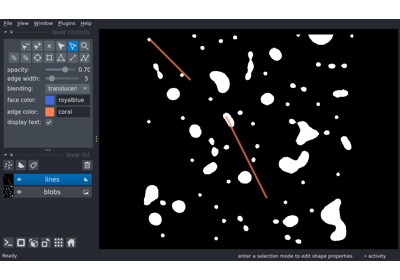 File View Window Plugins Help
layer controls
opacity: 0.70
edge width: 5
blending: translucen
face color: royalblue
edge color: coral
display text:
layer list
lines
blobs
Ready
enter a selection mode to edit shape properties
activity